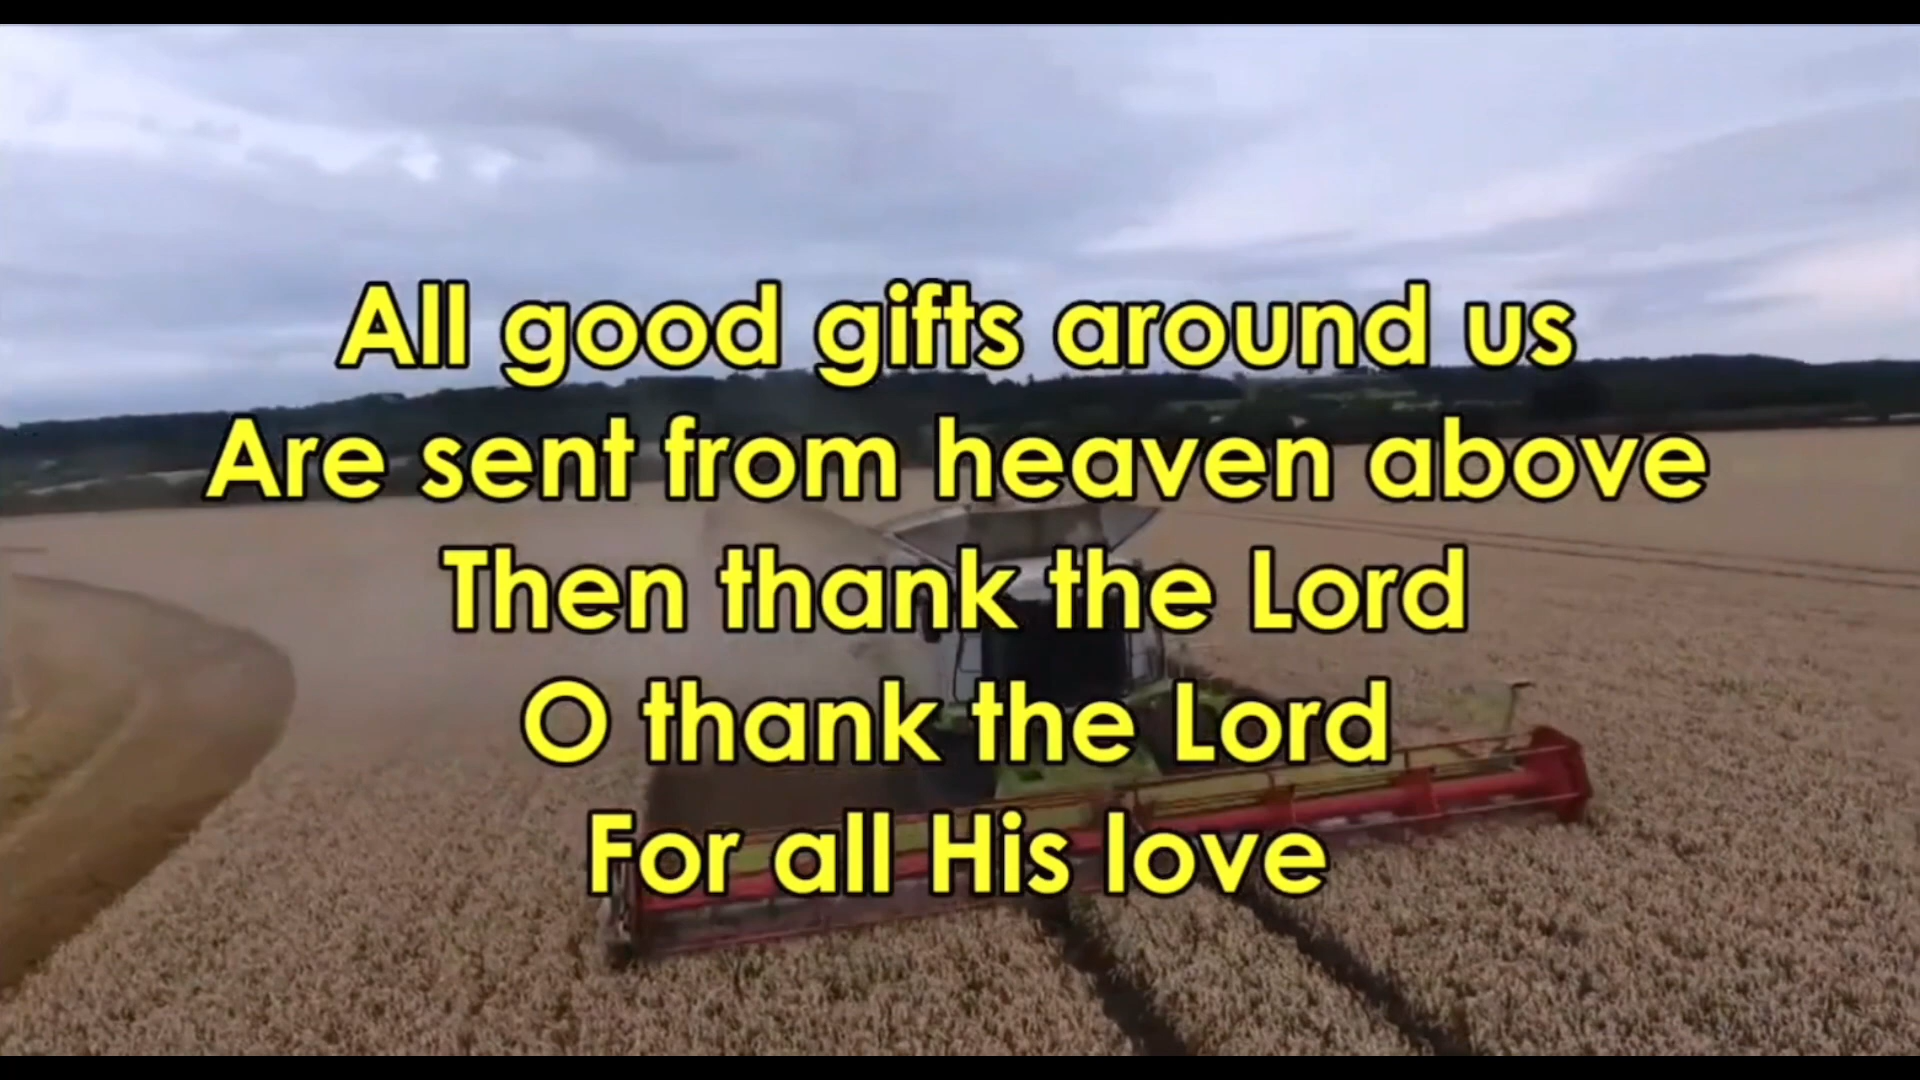 All good gifts around us
Are sent from heaven above
Then thank the Lord
O thank the Lord
For all His love